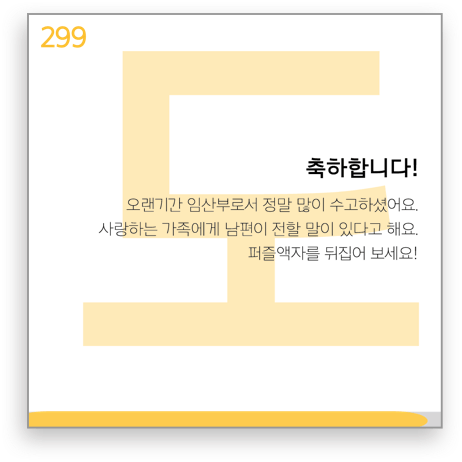 299
도
축하합니다!
오랜기간 임산부로서 정말 많이 수고하셨어요.
사랑하는 가족에게 남편이 전할 말이 있다고 해요.
퍼즐액자를 뒤집어 보세요!